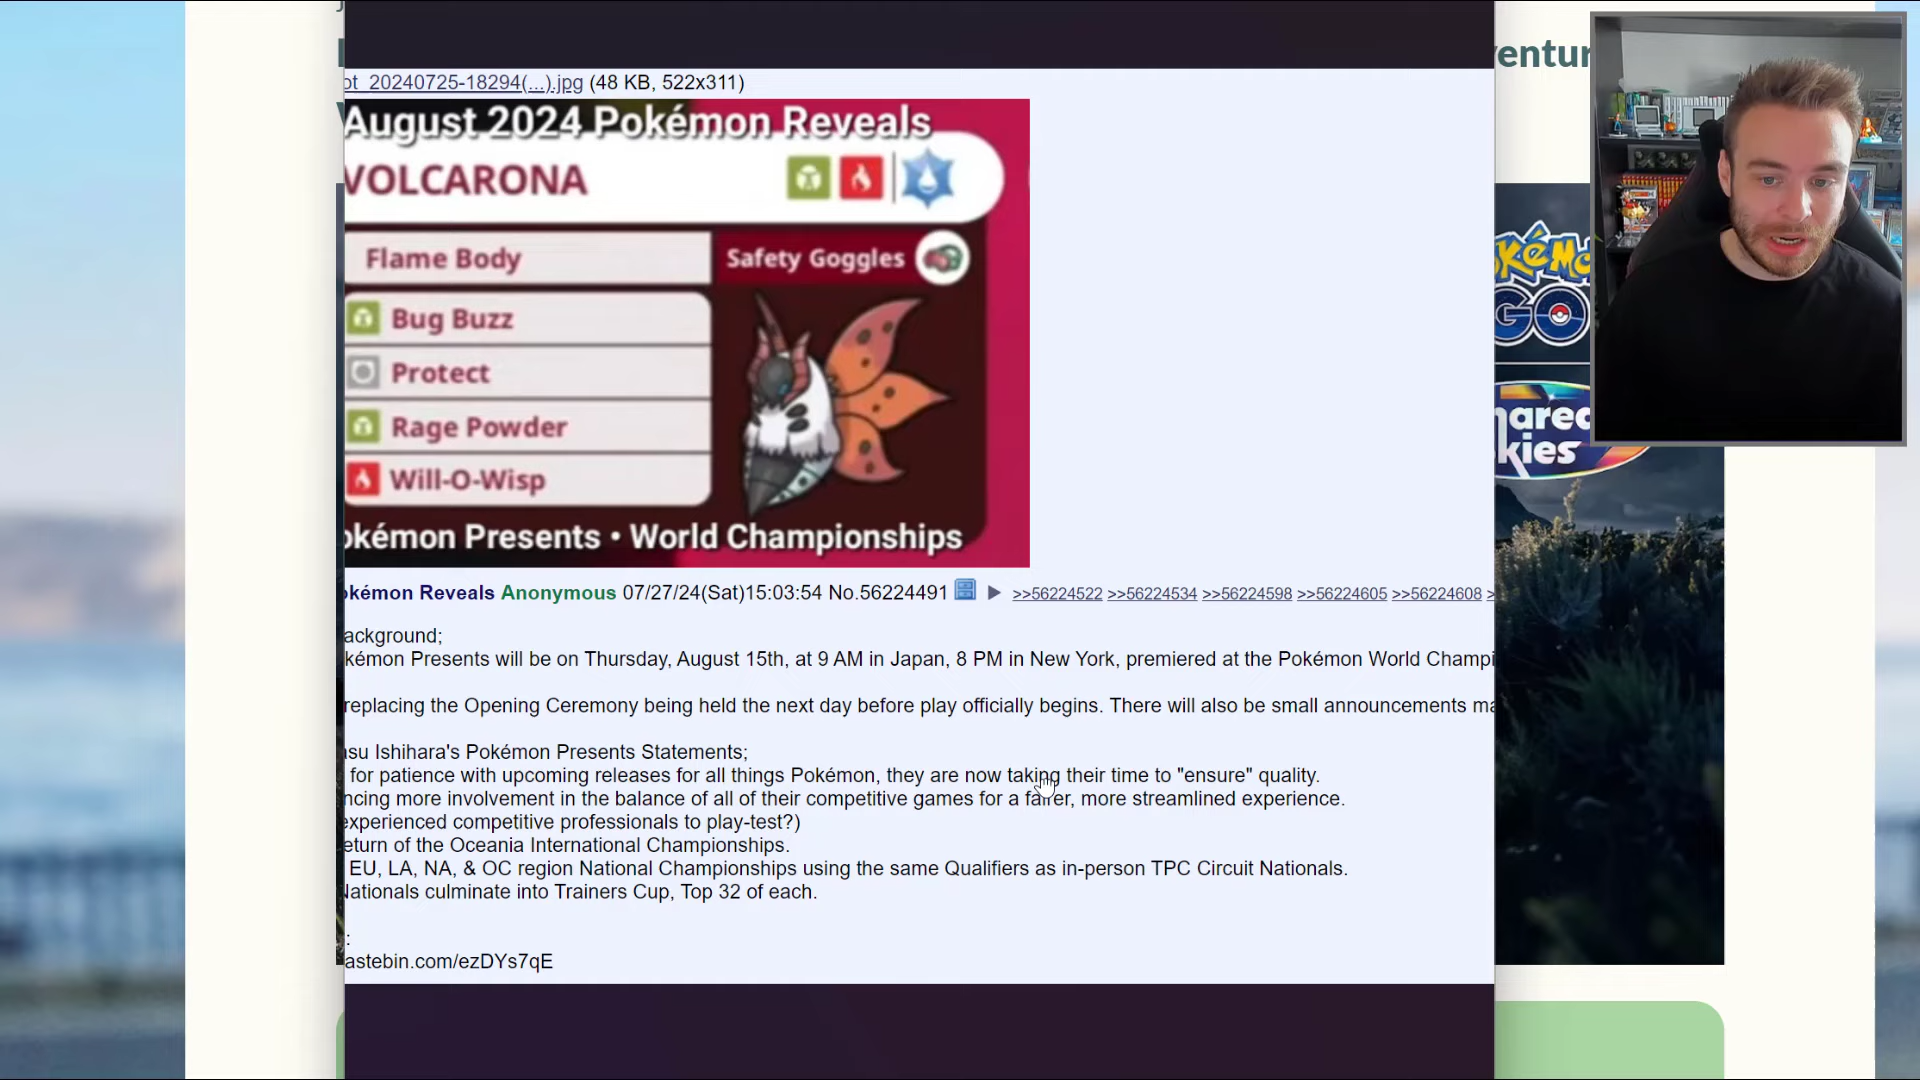 ot_20240725-18294(...).jpg (48 KB, 522x311)
August 2024 Pokémon Reveals
VOLCARONA
Flame Body
Safety Goggles
Bug Buzz
Protect
Rage Powder
Will-O-Wisp
okémon Presents • World Championships
okémon Reveals Anonymous 07/27/24(Sat)15:03:54 No.56224491 ▶ >>56224522 >>56224534 >>56224598 >>56224605 >>56224608 >
ackground;
kémon Presents will be on Thursday, August 15th, at 9 AM in Japan, 8 PM in New York, premiered at the Pokémon World Champi
replacing the Opening Ceremony being held the next day before play officially begins. There will also be small announcements ma
su Ishihara's Pokémon Presents Statements;
for patience with upcoming releases for all things Pokémon, they are now taking their time to "ensure" quality.
ncing more involvement in the balance of all of their competitive games for a fairer, more streamlined experience.
experienced competitive professionals to play-test?)
eturn of the Oceania International Championships.
EU, LA, NA, & OC region National Championships using the same Qualifiers as in-person TPC Circuit Nationals.
Nationals culminate into Trainers Cup, Top 32 of each.
:
astebin.com/ezDYs7qE
ventur
kém
GO
hared
kies